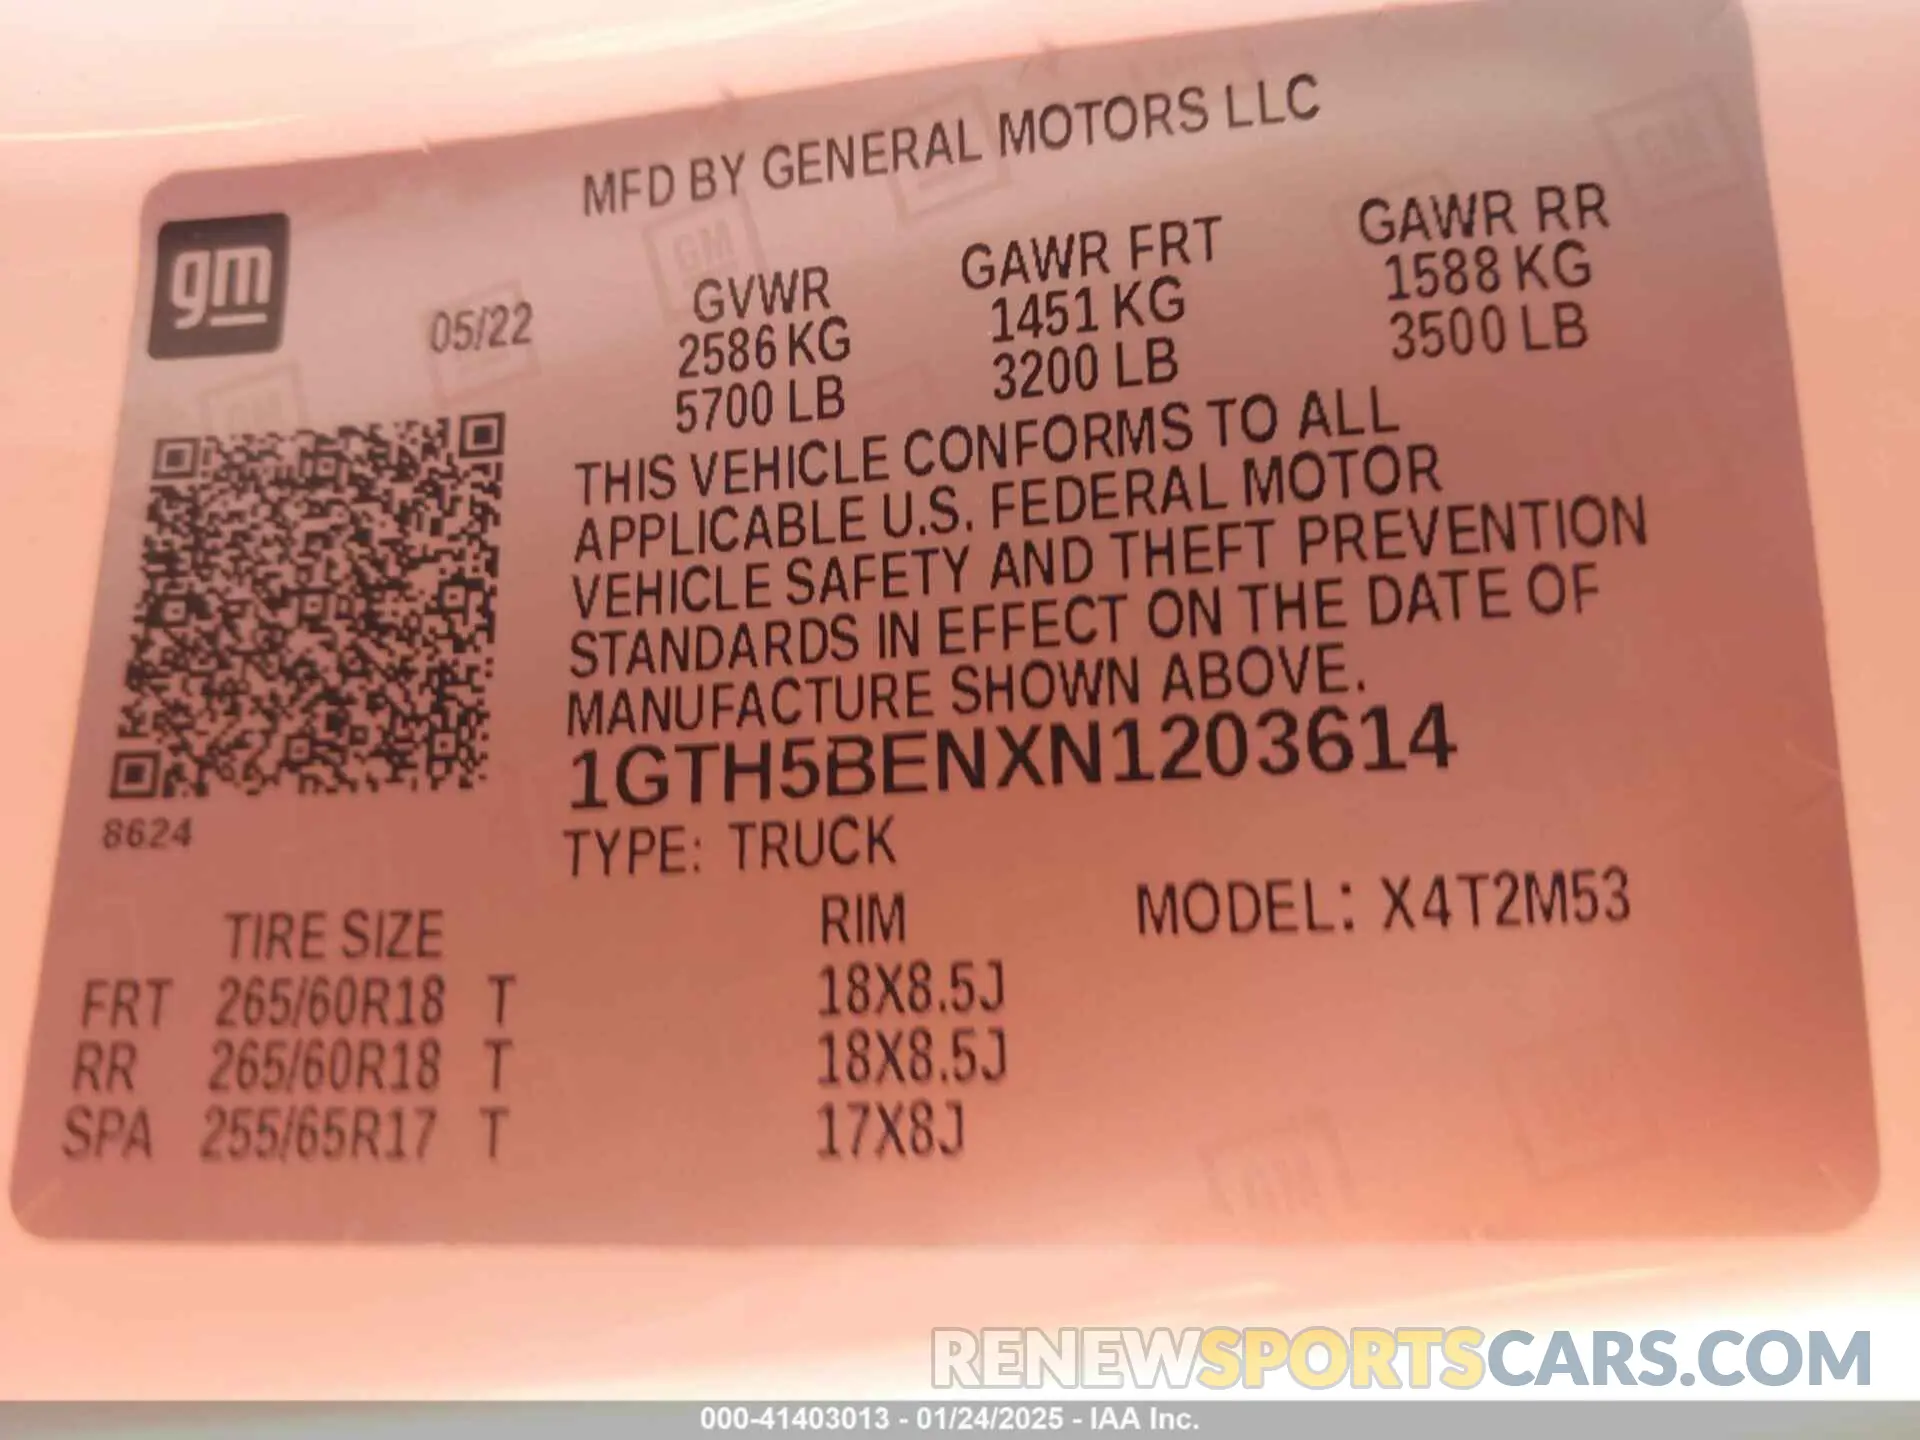 MFD BY GENERAL MOTORS LLC
gm
05/22
GVWR GAWR FRT GAWR RR
2586 KG 1451 KG 1588 KG
5700 LB 3200 LB 3500 LB
THIS VEHICLE CONFORMS TO ALL
APPLICABLE U.S. FEDERAL MOTOR
VEHICLE SAFETY AND THEFT PREVENTION
STANDARDS IN EFFECT ON THE DATE OF
MANUFACTURE SHOWN ABOVE.
1GTH5BENXN1203614
8624
TYPE: TRUCK
TIRE SIZE RIM MODEL: X4T2M53
FRT 265/60R18 T 18X8.5J
RR 265/60R18 T 18X8.5J
SPA 255/65R17 T 17X8J
RENEWSPORTSCARS.COM
000-41403013 - 01/24/2025 - IAA Inc.